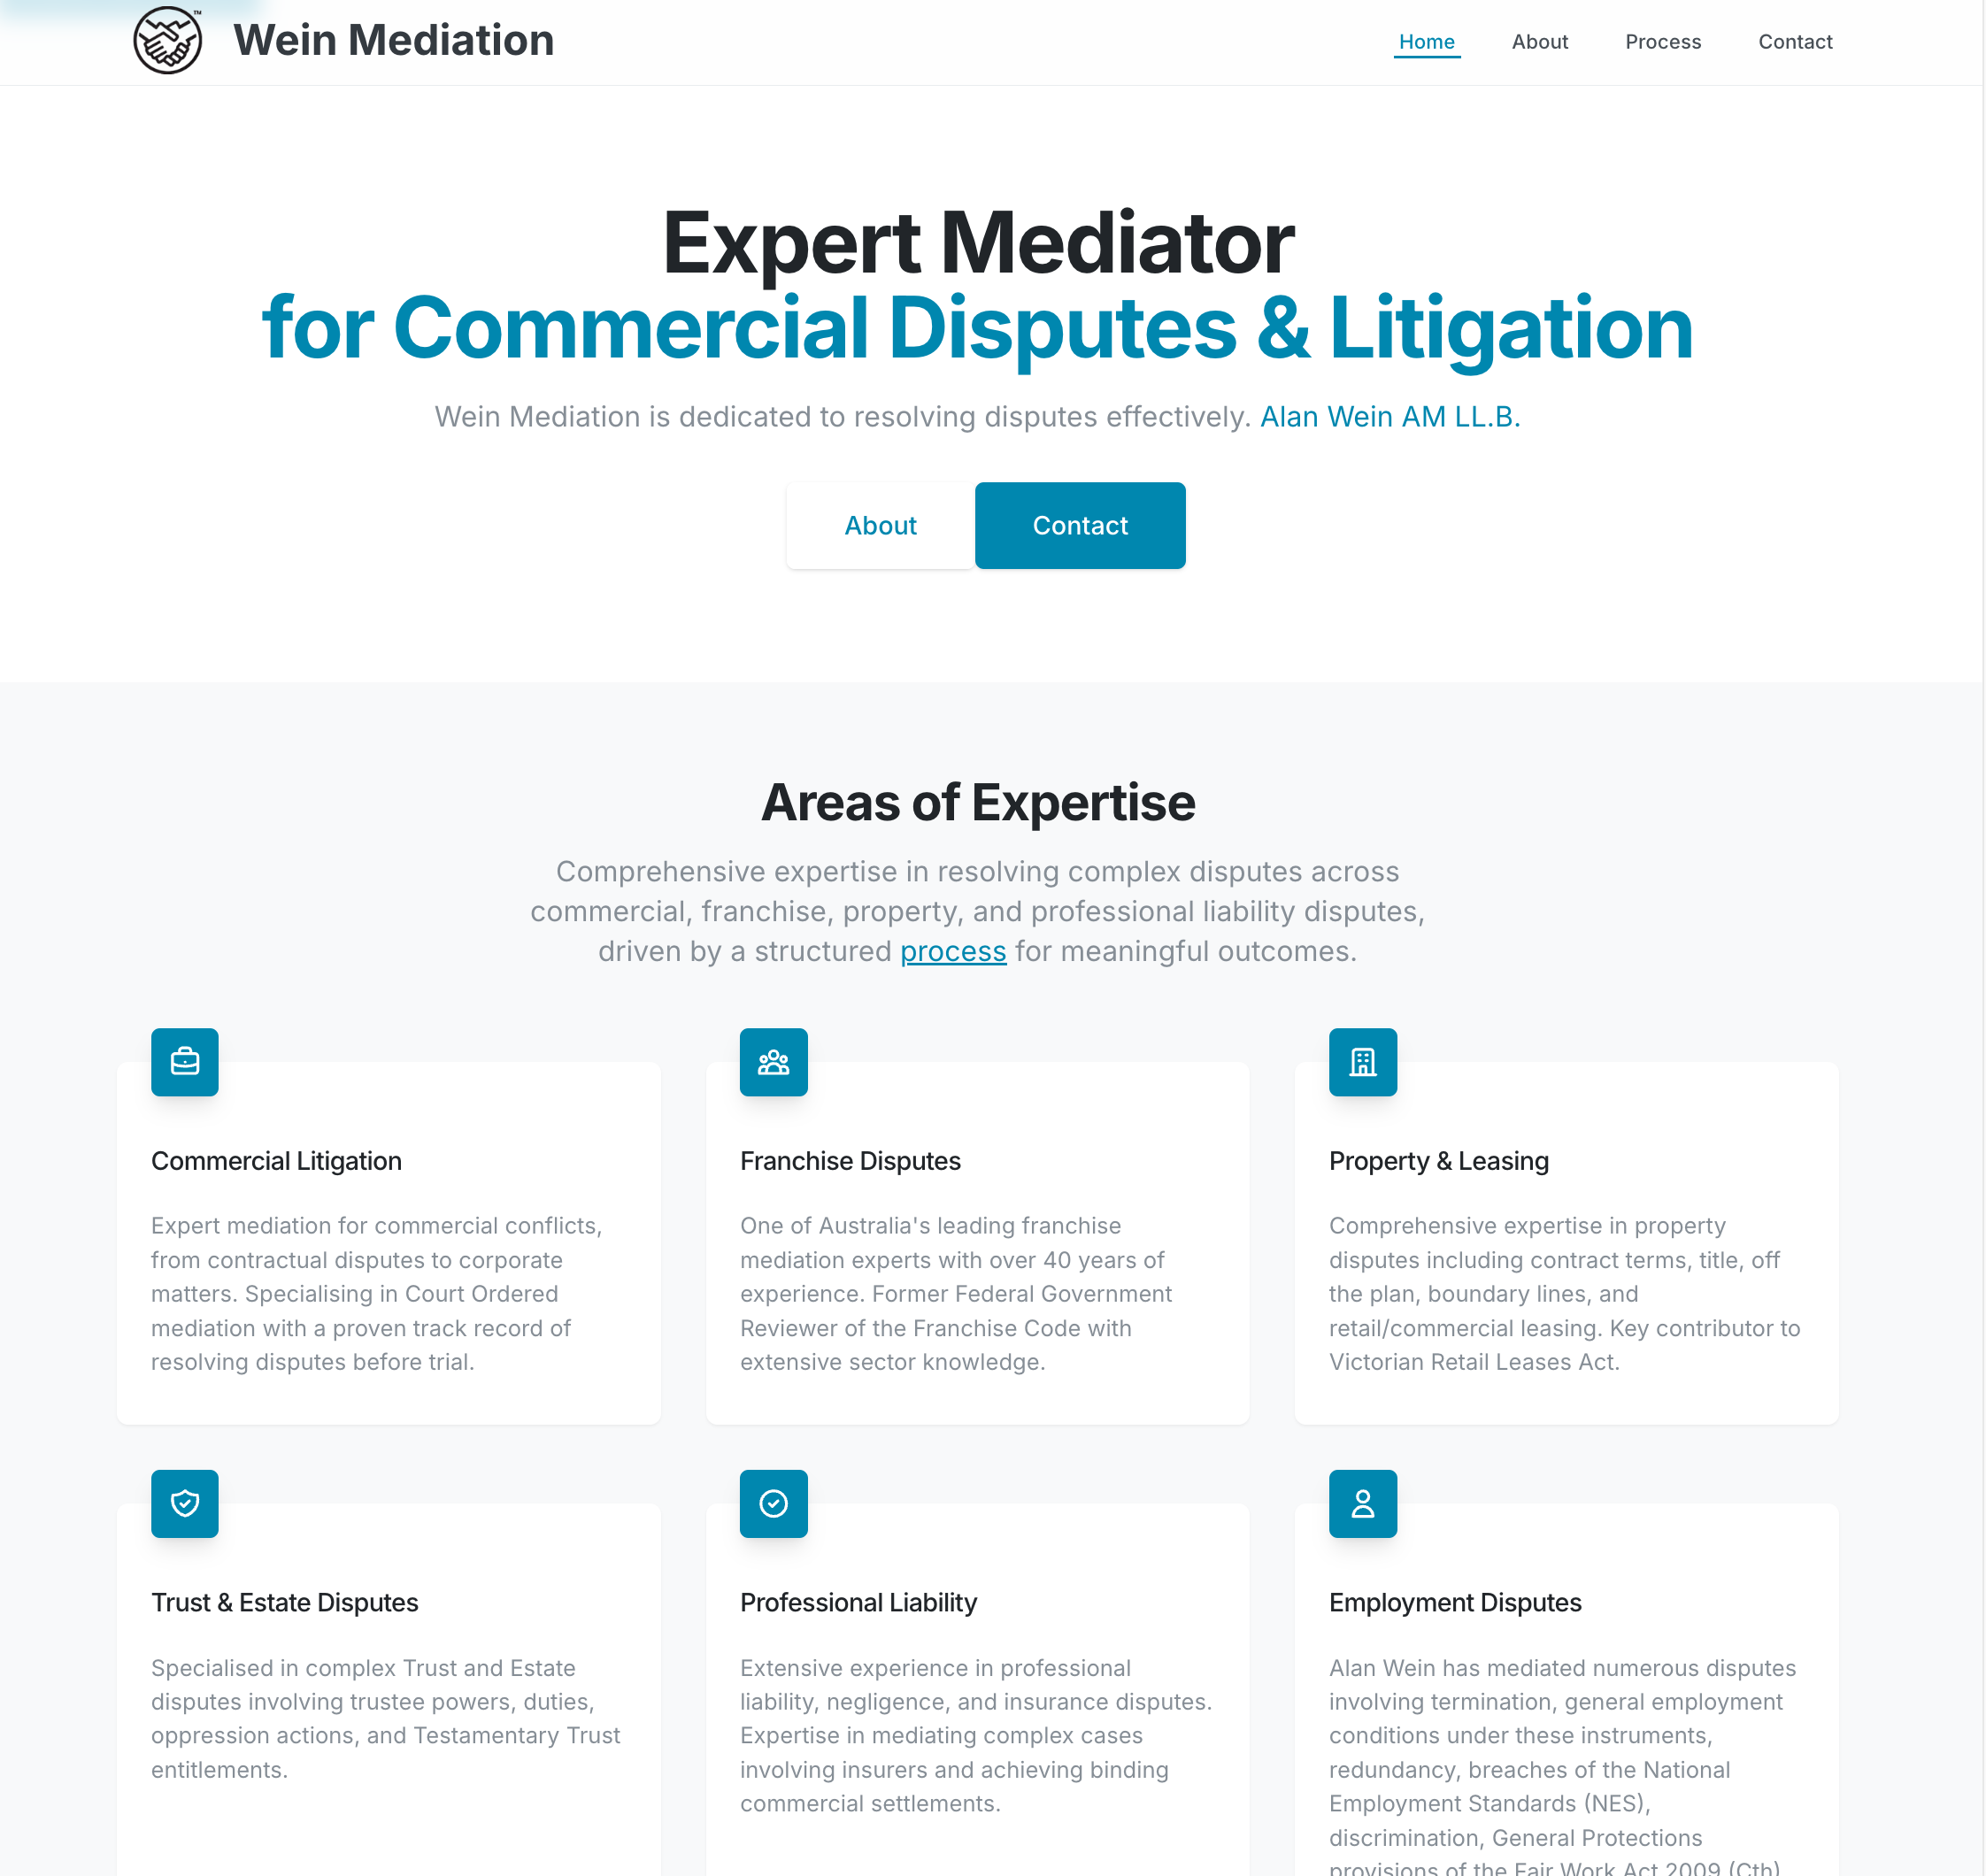 Wein Mediation
TM
Home
About
Process
Contact
Expert Mediator
for Commercial Disputes & Litigation
Wein Mediation is dedicated to resolving disputes effectively. Alan Wein AM LL.B.
About
Contact
Areas of Expertise
Comprehensive expertise in resolving complex disputes across
commercial, franchise, property, and professional liability disputes,
driven by a structured process for meaningful outcomes.
Commercial Litigation
Expert mediation for commercial conflicts,
from contractual disputes to corporate
matters. Specialising in Court Ordered
mediation with a proven track record of
resolving disputes before trial.
Franchise Disputes
One of Australia's leading franchise
mediation experts with over 40 years of
experience. Former Federal Government
Reviewer of the Franchise Code with
extensive sector knowledge.
Property & Leasing
Comprehensive expertise in property
disputes including contract terms, title, off
the plan, boundary lines, and
retail/commercial leasing. Key contributor to
Victorian Retail Leases Act.
Trust & Estate Disputes
Specialised in complex Trust and Estate
disputes involving trustee powers, duties,
oppression actions, and Testamentary Trust
entitlements.
Professional Liability
Extensive experience in professional
liability, negligence, and insurance disputes.
Expertise in mediating complex cases
involving insurers and achieving binding
commercial settlements.
Employment Disputes
Alan Wein has mediated numerous disputes
involving termination, general employment
conditions under these instruments,
redundancy, breaches of the National
Employment Standards (NES),
discrimination, General Protections
provisions of the Fair Work Act 2009 (Cth)